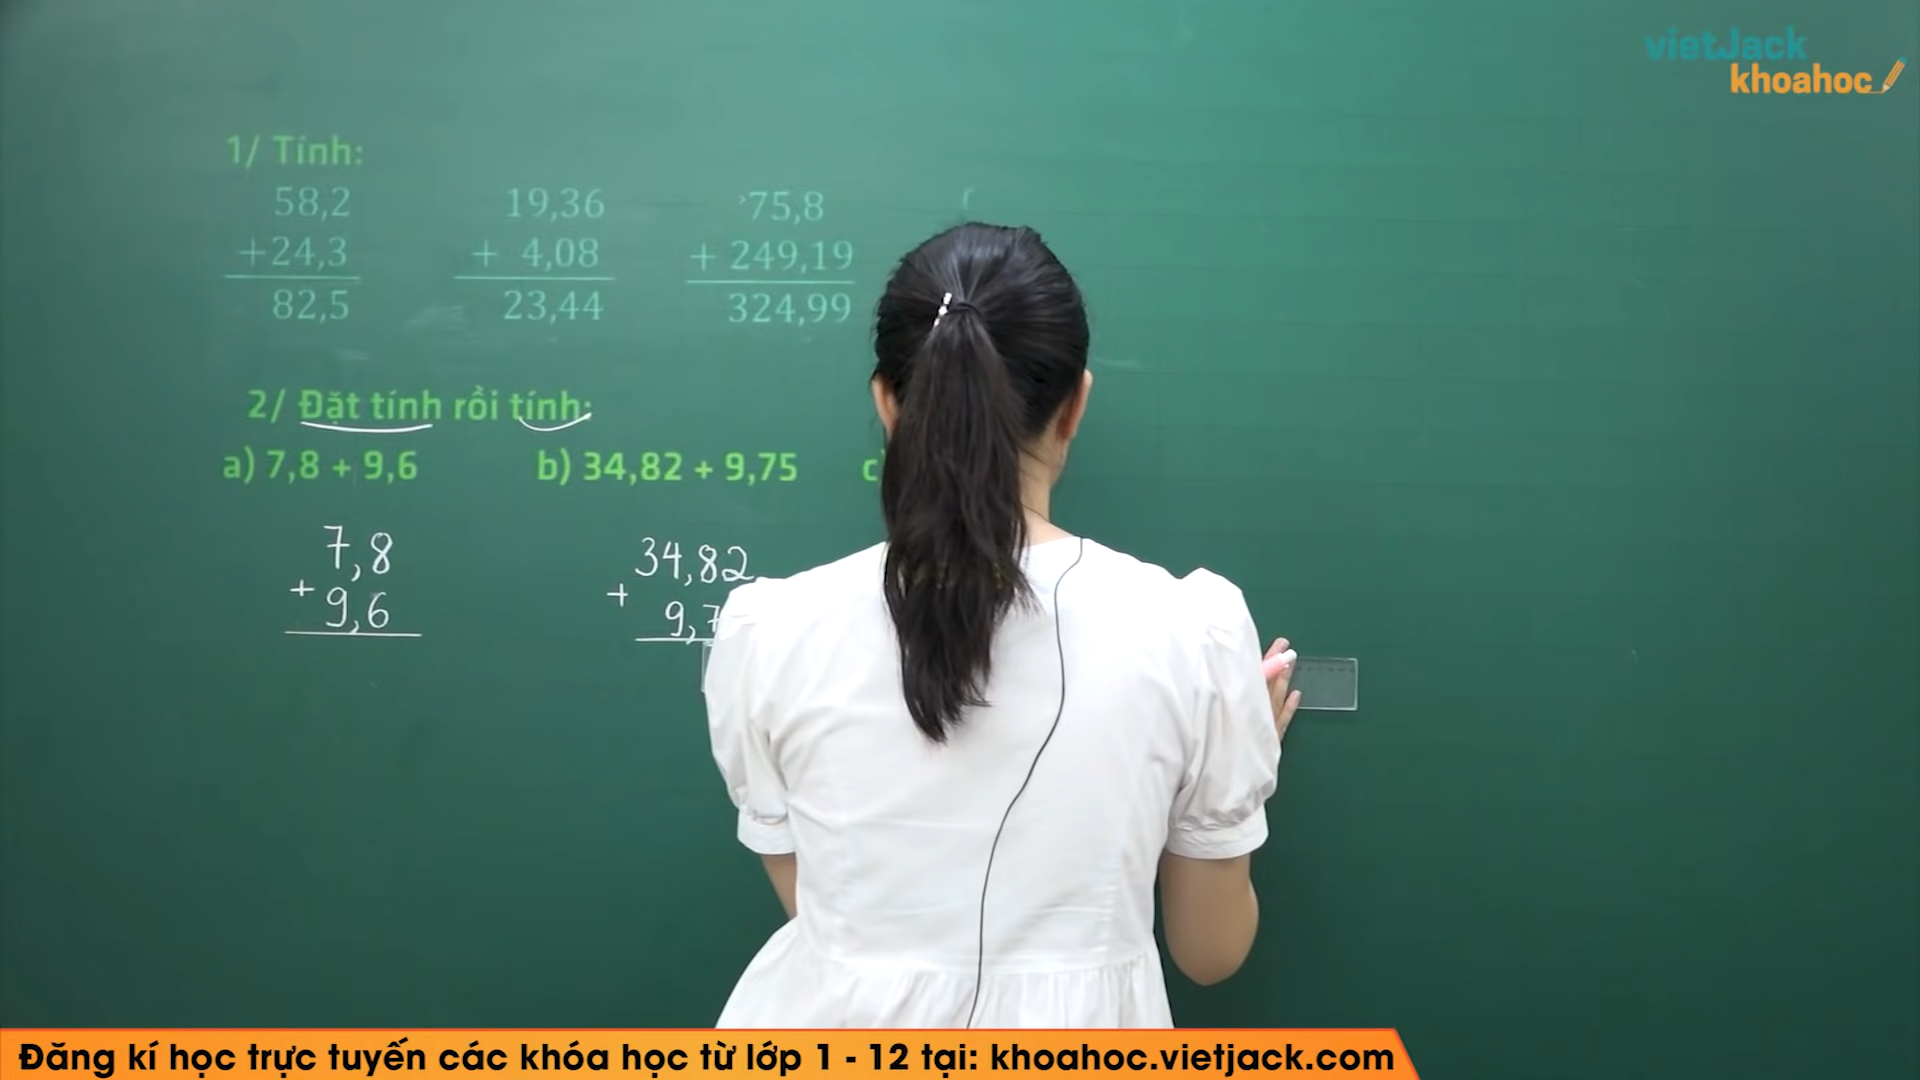 vietJack
khoahoc
1/ Tính:
58,2
+24,3
82,5
19,36
+ 4,08
23,44
75,8
+ 249,19
324,99
2/ Đặt tính rồi tính:
a) 7,8 + 9,6
b) 34,82 + 9,75
c)
7,8
+
9,6
34,82
+
9,7
Đăng kí học trực tuyến các khóa học từ lớp 1 - 12 tại: khoahoc.vietjack.com